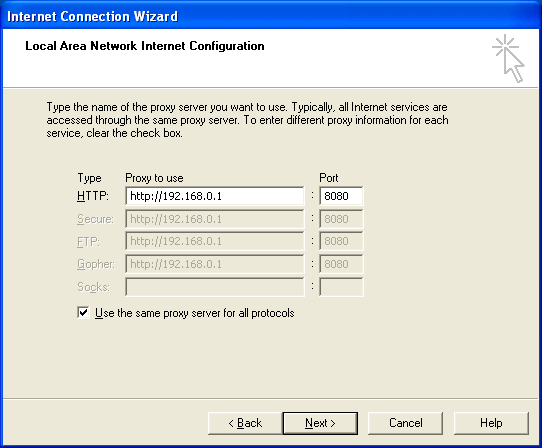 Internet Connection Wizard
Local Area Network Internet Configuration
Type the name of the proxy server you want to use. Typically, all Internet services are
accessed through the same proxy server. To enter different proxy information for each
service, clear the check box.
Type Proxy to use Port
HTTP: http://192.168.0.1 : 8080
Secure: http://192.168.0.1 : 8080
FTP: http://192.168.0.1 : 8080
Gopher: http://192.168.0.1 : 8080
Socks: :
Use the same proxy server for all protocols
< Back Next > Cancel Help